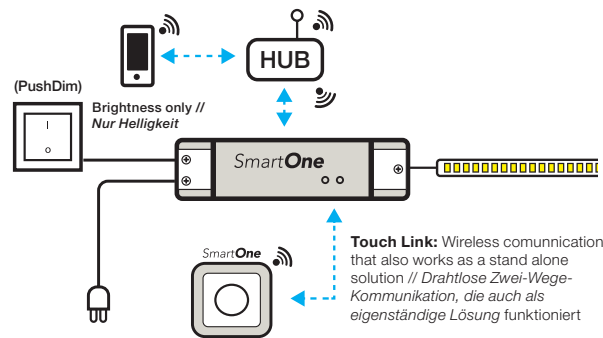 HUB
(PushDim)
Brightness only //
Nur Helligkeit
I
O
SmartOne
SmartOne
Touch Link: Wireless comunnication
that also works as a stand alone
solution // Drahtlose Zwei-Wege-
Kommunikation, die auch als
eigenständige Lösung funktioniert